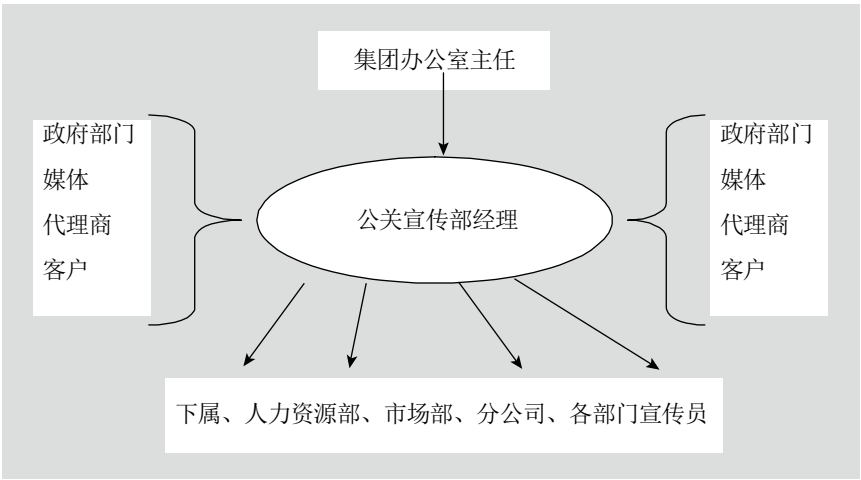 集团办公室主任
政府部门
媒体
代理商
客户
公关宣传部经理
政府部门
媒体
代理商
客户
下属、人力资源部、市场部、分公司、各部门宣传员